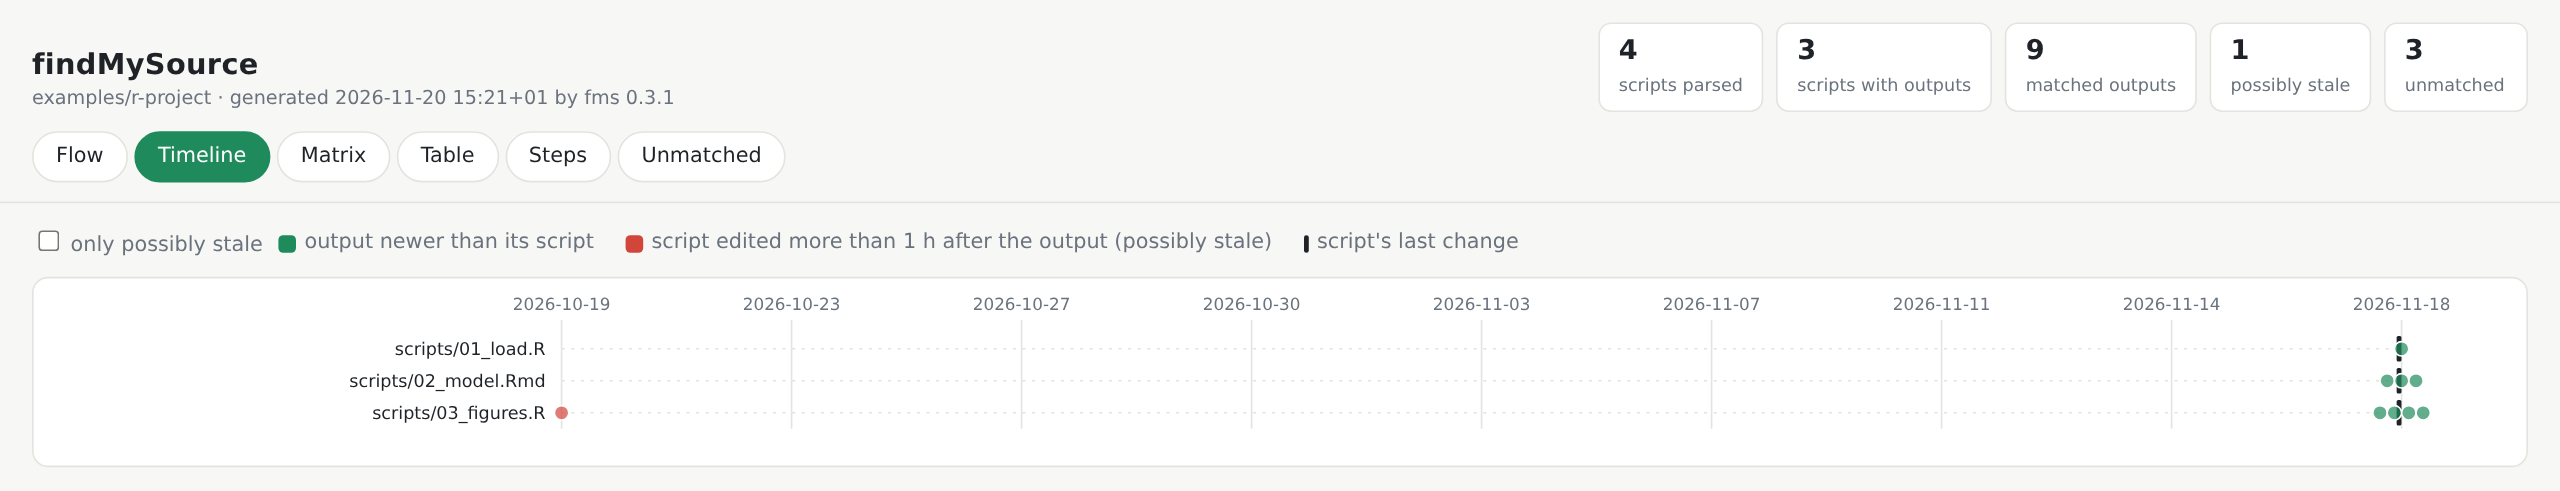 findMySource
examples/r-project · generated 2026-11-20 15:21+01 by fms 0.3.1
4
scripts parsed
3
scripts with outputs
9
matched outputs
1
possibly stale
3
unmatched
Flow Timeline Matrix Table Steps Unmatched
only possibly stale output newer than its script script edited more than 1 h after the output (possibly stale) script's last change
2026-10-19 2026-10-23 2026-10-27 2026-10-30 2026-11-03 2026-11-07 2026-11-11 2026-11-14 2026-11-18
scripts/01_load.R
scripts/02_model.Rmd
scripts/03_figures.R